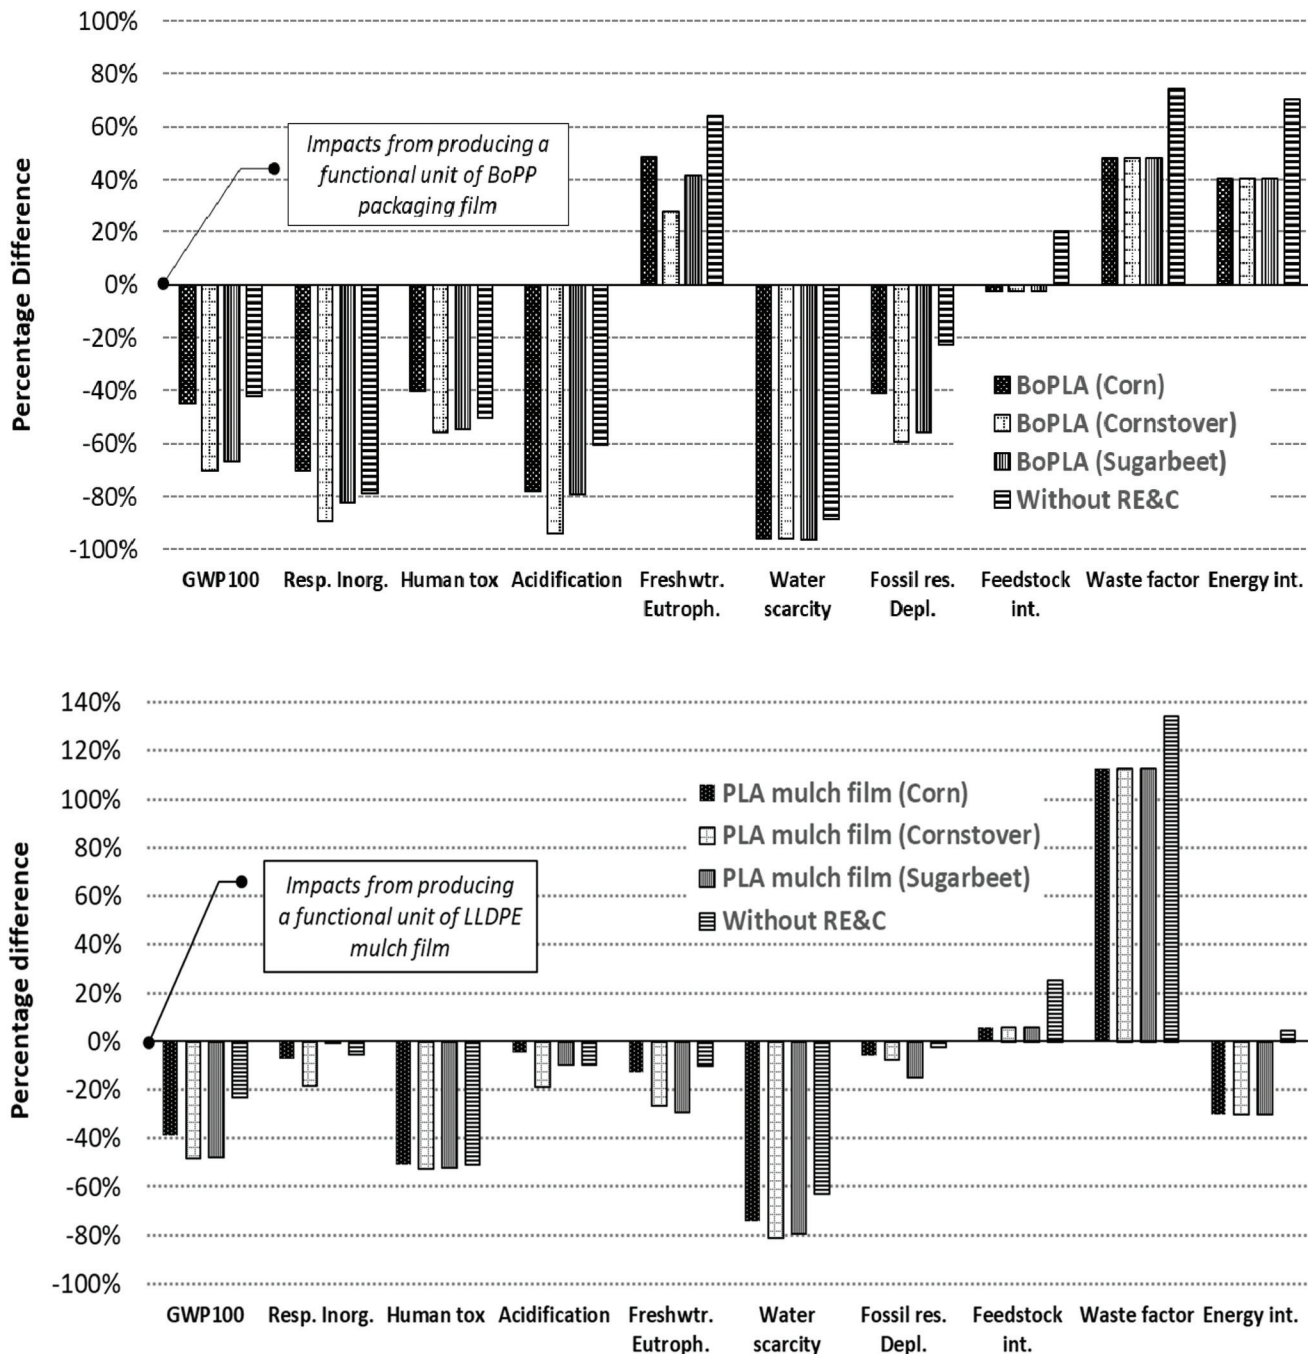 100%
80%
60%
40%
20%
0%
-20%
-40%
-60%
-80%
-100%
Percentage Difference
Impacts from producing a
functional unit of BoPP
packaging film
BoPLA (Corn)
BoPLA (Cornstover)
BoPLA (Sugarbeet)
Without RE&C
GWP100
Resp. Inorg.
Human tox
Acidification
Freshwtr.
Eutroph.
Water
scarcity
Fossil res.
Depl.
Feedstock
int.
Waste factor
Energy int.
140%
120%
100%
80%
60%
40%
20%
0%
-20%
-40%
-60%
-80%
-100%
Percentage difference
Impacts from producing
a functional unit of LLDPE
mulch film
PLA mulch film (Corn)
PLA mulch film (Cornstover)
PLA mulch film (Sugarbeet)
Without RE&C
GWP100
Resp. Inorg.
Human tox
Acidification
Freshwtr.
Eutroph.
Water
scarcity
Fossil res.
Depl.
Feedstock
int.
Waste factor
Energy int.